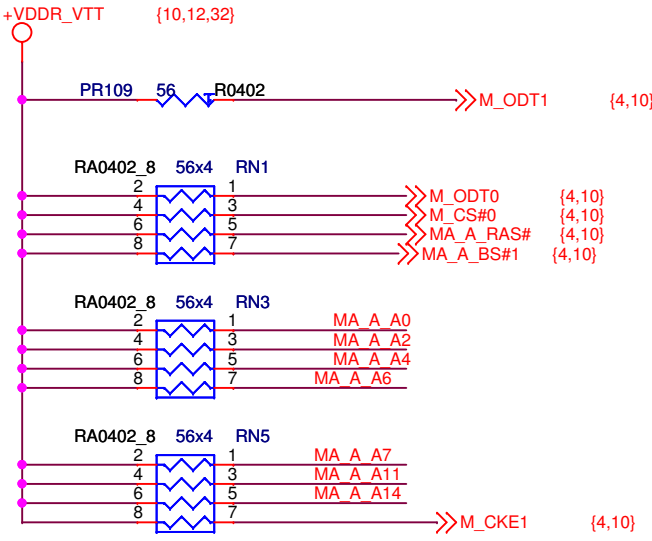 +VDDR_VTT {10,12,32}
PR109 56 R0402
M_ODT1 {4,10}
RA0402_8 56x4 RN1
2 1 M_ODT0 {4,10}
4 3 M_CS#0 {4,10}
6 5 MA_A_RAS# {4,10}
8 7 MA_A_BS#1 {4,10}
RA0402_8 56x4 RN3
2 1 MA_A_A0
4 3 MA_A_A2
6 5 MA_A_A4
8 7 MA_A_A6
RA0402_8 56x4 RN5
2 1 MA_A_A7
4 3 MA_A_A11
6 5 MA_A_A14
8 7 M_CKE1 {4,10}